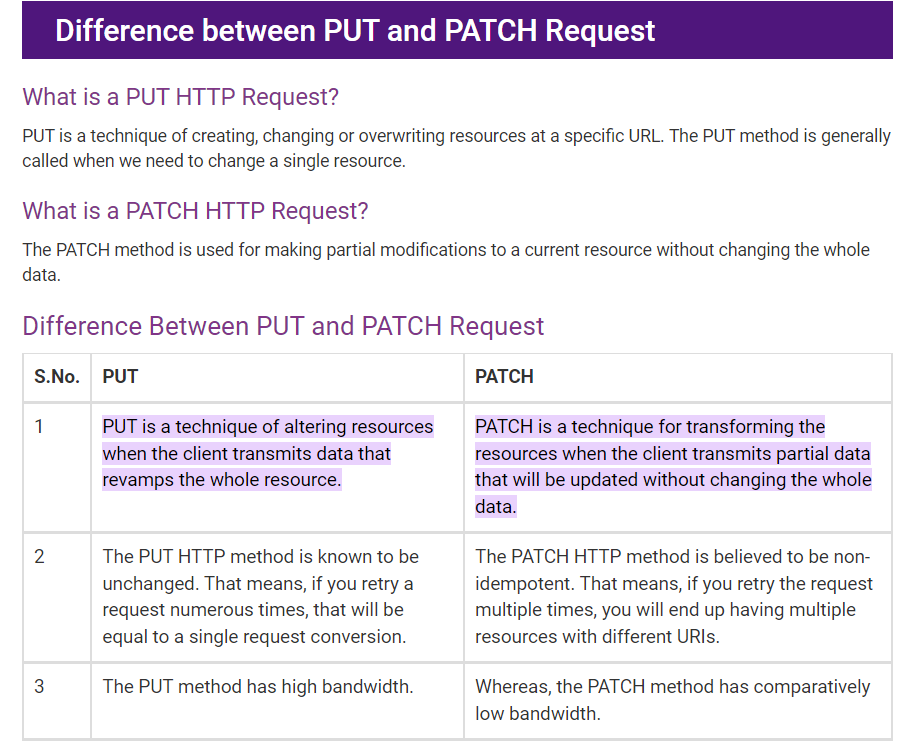 Difference between PUT and PATCH Request
What is a PUT HTTP Request?
PUT is a technique of creating, changing or overwriting resources at a specific URL. The PUT method is generally
called when we need to change a single resource.
What is a PATCH HTTP Request?
The PATCH method is used for making partial modifications to a current resource without changing the whole
data.
Difference Between PUT and PATCH Request
S.No.
PUT
PATCH
1
PUT is a technique of altering resources
when the client transmits data that
revamps the whole resource.
PATCH is a technique for transforming the
resources when the client transmits partial data
that will be updated without changing the whole
data.
2
The PUT HTTP method is known to be
unchanged. That means, if you retry a
request numerous times, that will be
equal to a single request conversion.
The PATCH HTTP method is believed to be non-
idempotent. That means, if you retry the request
multiple times, you will end up having multiple
resources with different URIs.
3
The PUT method has high bandwidth.
Whereas, the PATCH method has comparatively
low bandwidth.